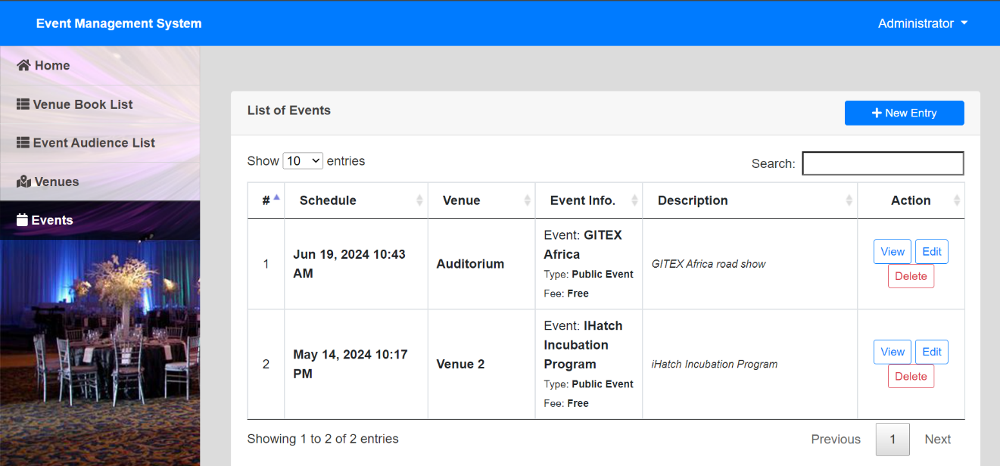 Event Management System
Administrator
Home
Venue Book List
Event Audience List
Venues
Events
List of Events
New Entry
Show 10 entries
Search:
# Schedule Venue Event Info. Description Action
1
Jun 19, 2024 10:43
AM
Auditorium
Event: GITEX
Africa
Type: Public Event
Fee: Free
GITEX Africa road show
View Edit
Delete
2
May 14, 2024 10:17
PM
Venue 2
Event: IHatch
Incubation
Program
Type: Public Event
Fee: Free
iHatch Incubation Program
View Edit
Delete
Showing 1 to 2 of 2 entries
Previous 1 Next